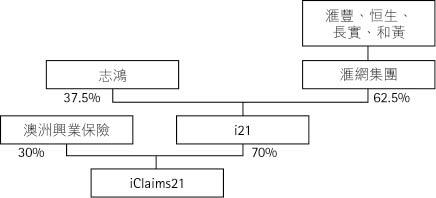 滙豐、恒生、
長實、和黃
志鴻
滙網集團
37.5%
62.5%
澳洲興業保險
i21
30%
70%
iClaims21